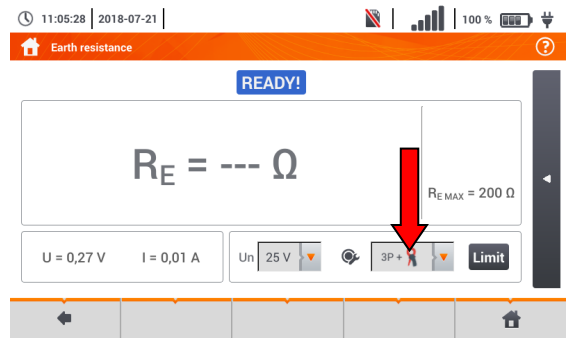 11:05:28 2018-07-21 100 %
Earth resistance ?
READY!
RE = --- Ω
RE MAX = 200 Ω
U = 0,27 V I = 0,01 A Un 25 V 3P + Limit